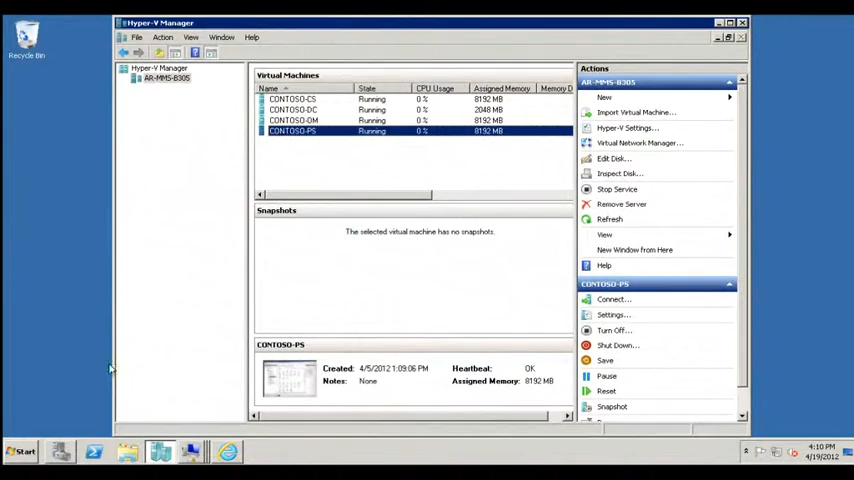 Recycle Bin
Hyper-V Manager
File Action View Window Help
Hyper-V Manager
AR-MMS-B305
Virtual Machines
Name State CPU Usage Assigned Memory Memory D
CONTOSO-CS Running 0 % 8192 MB
CONTOSO-DC Running 0 % 2048 MB
CONTOSO-OM Running 0 % 8192 MB
CONTOSO-PS Running 0 % 8192 MB
Snapshots
The selected virtual machine has no snapshots.
CONTOSO-PS
Created: 4/5/2012 1:09:06 PM Heartbeat: OK
Notes: None Assigned Memory: 8192 MB
Actions
AR-MMS-B305
New
Import Virtual Machine...
Hyper-V Settings...
Virtual Network Manager...
Edit Disk...
Inspect Disk...
Stop Service
Remove Server
Refresh
View
New Window from Here
Help
CONTOSO-PS
Connect...
Settings...
Turn Off...
Shut Down...
Save
Pause
Reset
Snapshot
Start
4:10 PM
4/19/2012